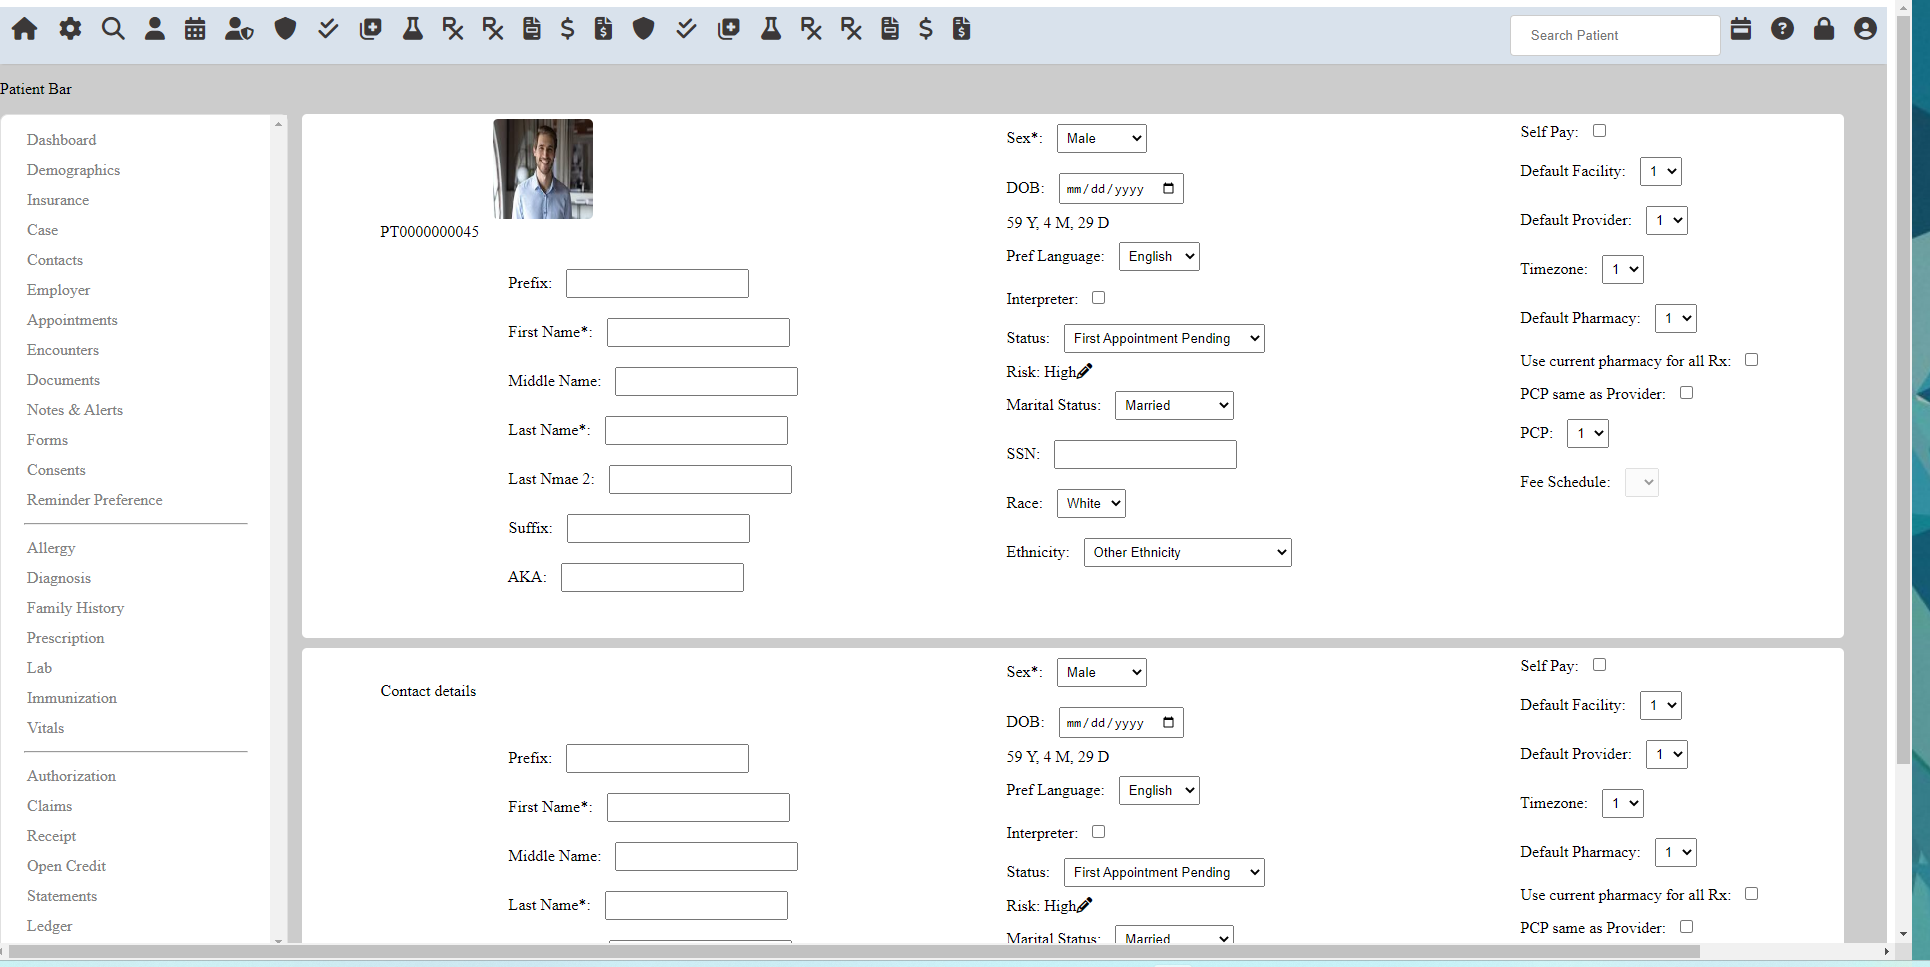 Search Patient
Patient Bar
Dashboard
Demographics
Insurance
Case
Contacts
Employer
Appointments
Encounters
Documents
Notes & Alerts
Forms
Consents
Reminder Preference
Allergy
Diagnosis
Family History
Prescription
Lab
Immunization
Vitals
Authorization
Claims
Receipt
Open Credit
Statements
Ledger
PT0000000045
Prefix:
First Name*:
Middle Name:
Last Name*:
Last Nmae 2:
Suffix:
AKA:
Sex*: Male
DOB: mm/dd/yyyy
59 Y, 4 M, 29 D
Pref Language: English
Interpreter:
Status: First Appointment Pending
Risk: High
Marital Status: Married
SSN:
Race: White
Ethnicity: Other Ethnicity
Self Pay:
Default Facility: 1
Default Provider: 1
Timezone: 1
Default Pharmacy: 1
Use current pharmacy for all Rx:
PCP same as Provider:
PCP: 1
Fee Schedule:
Contact details
Prefix:
First Name*:
Middle Name:
Last Name*:
Sex*: Male
DOB: mm/dd/yyyy
59 Y, 4 M, 29 D
Pref Language: English
Interpreter:
Status: First Appointment Pending
Risk: High
Marital Status: Married
Self Pay:
Default Facility: 1
Default Provider: 1
Timezone: 1
Default Pharmacy: 1
Use current pharmacy for all Rx:
PCP same as Provider: